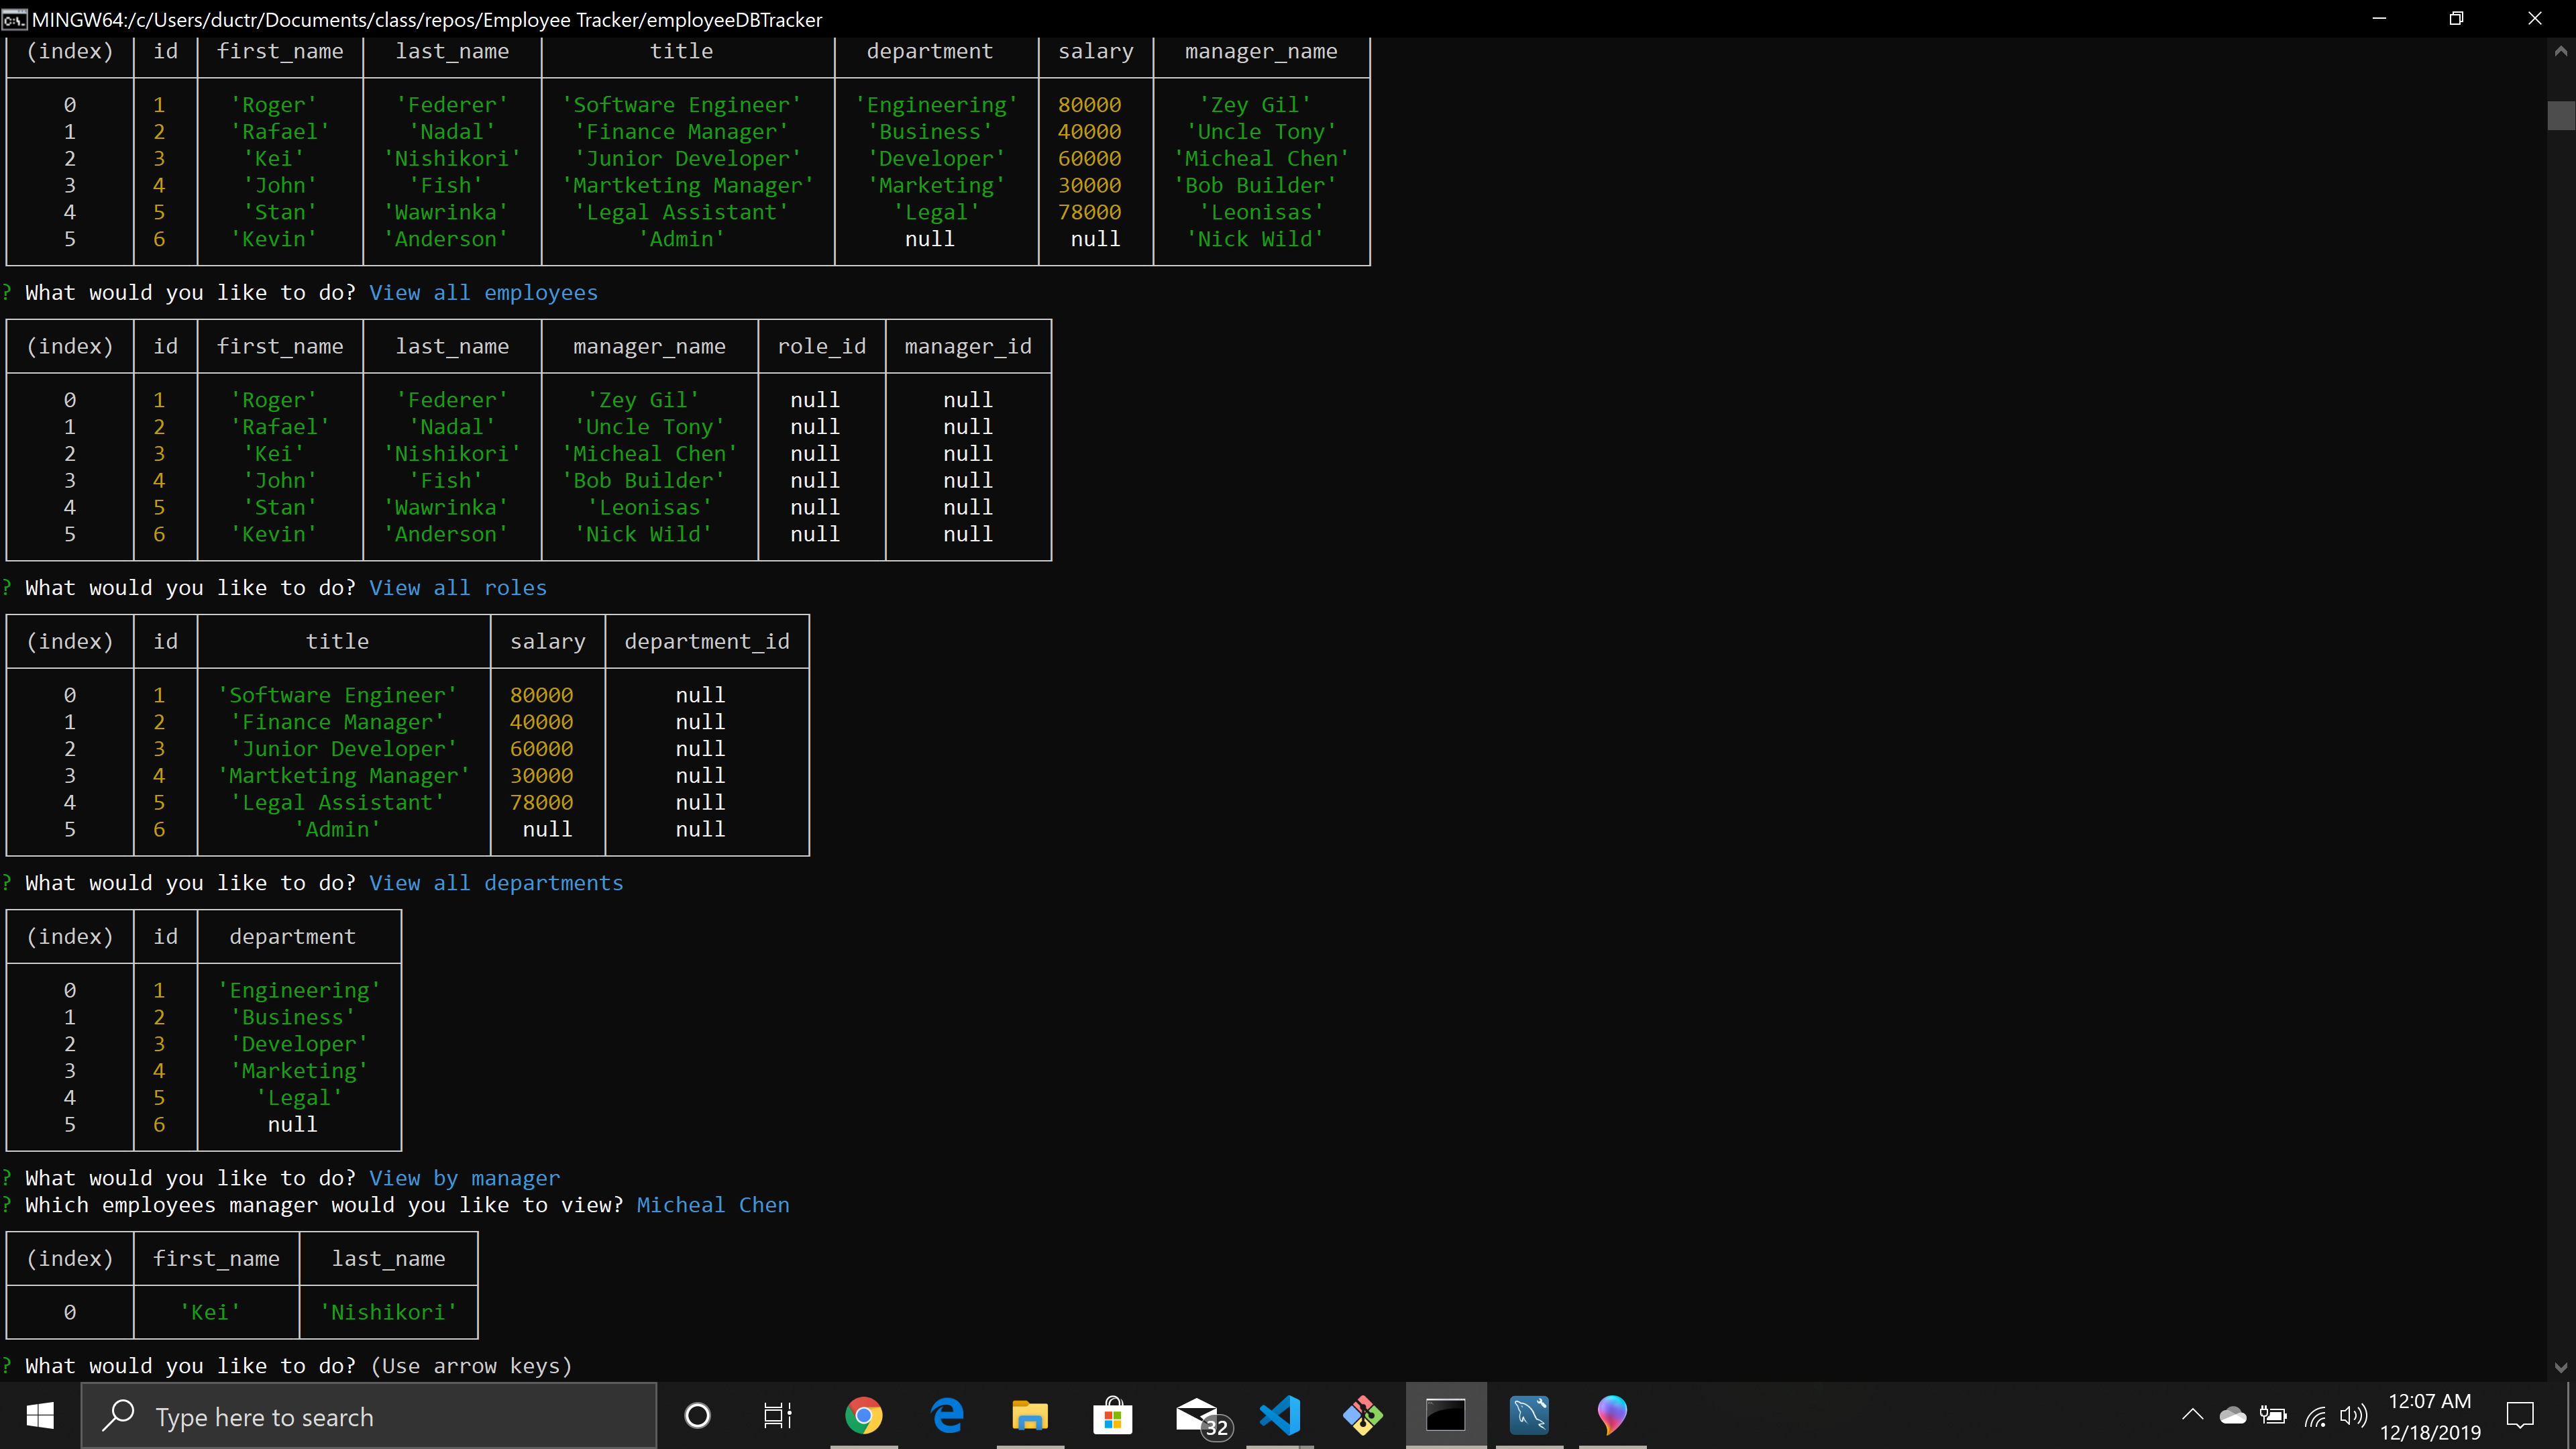 MINGW64:/c/Users/ductr/Documents/class/repos/Employee Tracker/employeeDBTracker
(index) id first_name last_name title department salary manager_name
0 1 'Roger' 'Federer' 'Software Engineer' 'Engineering' 80000 'Zey Gil'
1 2 'Rafael' 'Nadal' 'Finance Manager' 'Business' 40000 'Uncle Tony'
2 3 'Kei' 'Nishikori' 'Junior Developer' 'Developer' 60000 'Micheal Chen'
3 4 'John' 'Fish' 'Martketing Manager' 'Marketing' 30000 'Bob Builder'
4 5 'Stan' 'Wawrinka' 'Legal Assistant' 'Legal' 78000 'Leonisas'
5 6 'Kevin' 'Anderson' 'Admin' null null 'Nick Wild'
? What would you like to do? View all employees
(index) id first_name last_name manager_name role_id manager_id
0 1 'Roger' 'Federer' 'Zey Gil' null null
1 2 'Rafael' 'Nadal' 'Uncle Tony' null null
2 3 'Kei' 'Nishikori' 'Micheal Chen' null null
3 4 'John' 'Fish' 'Bob Builder' null null
4 5 'Stan' 'Wawrinka' 'Leonisas' null null
5 6 'Kevin' 'Anderson' 'Nick Wild' null null
? What would you like to do? View all roles
(index) id title salary department_id
0 1 'Software Engineer' 80000 null
1 2 'Finance Manager' 40000 null
2 3 'Junior Developer' 60000 null
3 4 'Martketing Manager' 30000 null
4 5 'Legal Assistant' 78000 null
5 6 'Admin' null null
? What would you like to do? View all departments
(index) id department
0 1 'Engineering'
1 2 'Business'
2 3 'Developer'
3 4 'Marketing'
4 5 'Legal'
5 6 null
? What would you like to do? View by manager
? Which employees manager would you like to view? Micheal Chen
(index) first_name last_name
0 'Kei' 'Nishikori'
? What would you like to do? (Use arrow keys)
Type here to search
32
12:07 AM
12/18/2019